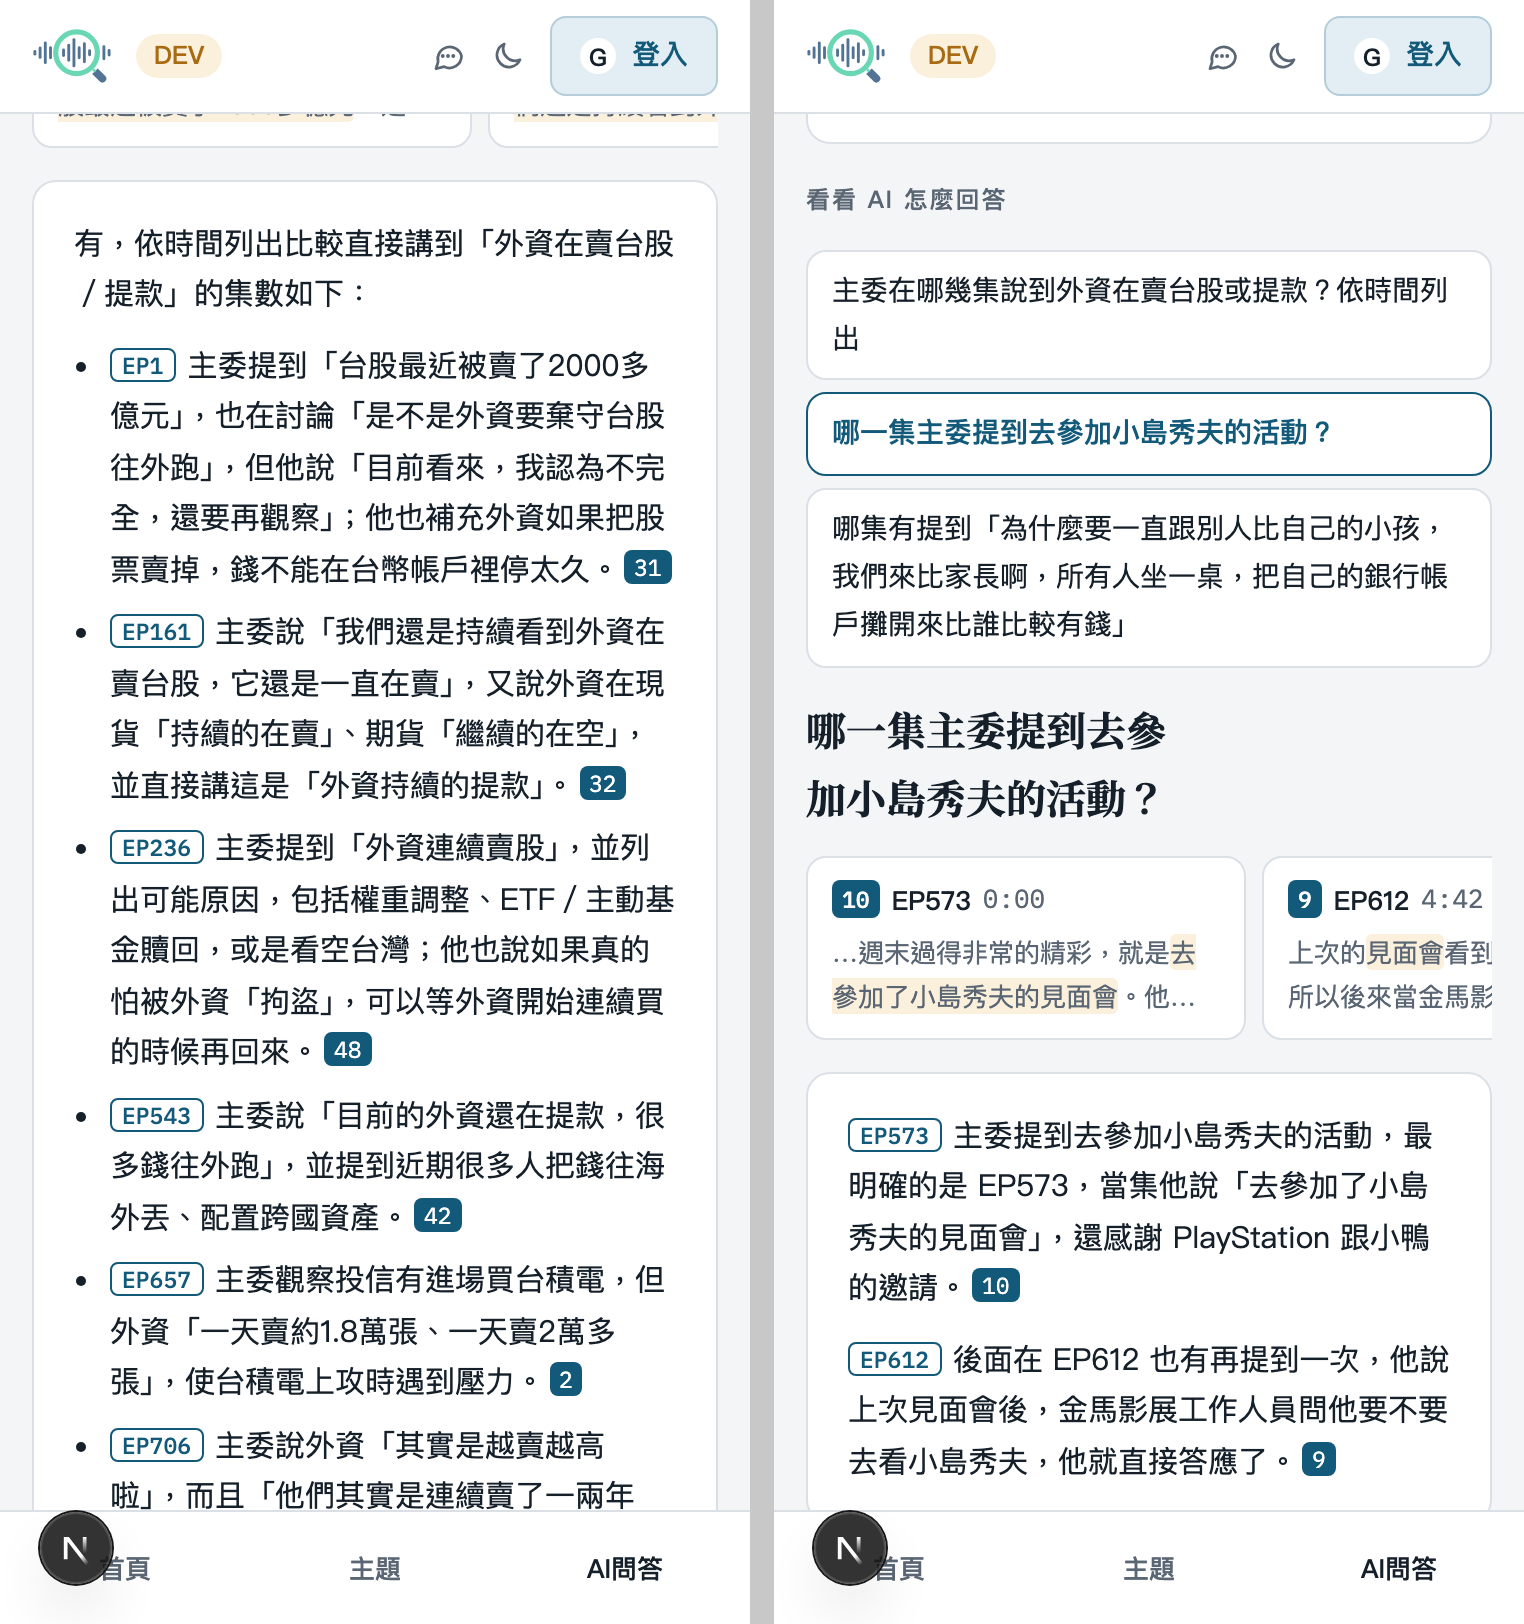 DEV
G 登入
有，依時間列出比較直接講到「外資在賣台股
/ 提款」的集數如下：
• EP1 主委提到「台股最近被賣了2000多
億元」，也在討論「是不是外資要棄守台股
往外跑」，但他說「目前看來，我認為不完
全，還要再觀察」；他也補充外資如果把股
票賣掉，錢不能在台幣帳戶裡停太久。 31
• EP161 主委說「我們還是持續看到外資在
賣台股，它還是一直在賣」，又說外資在現
貨「持續的在賣」、期貨「繼續的在空」，
並直接講這是「外資持續的提款」。 32
• EP236 主委提到「外資連續賣股」，並列
出可能原因，包括權重調整、ETF / 主動基
金贖回，或是看空台灣；他也說如果真的
怕被外資「拘盜」，可以等外資開始連續買
的時候再回來。 48
• EP543 主委說「目前的外資還在提款，很
多錢往外跑」，並提到近期很多人把錢往海
外丟、配置跨國資產。 42
• EP657 主委觀察投信有進場買台積電，但
外資「一天賣約1.8萬張、一天賣2萬多
張」，使台積電上攻時遇到壓力。 2
• EP706 主委說外資「其實是越賣越高
啦」，而且「他們其實是連續賣了一兩年
N
首頁 主題 AI問答
DEV
G 登入
看看 AI 怎麼回答
主委在哪幾集說到外資在賣台股或提款？依時間列
出
哪一集主委提到去參加小島秀夫的活動？
哪集有提到「為什麼要一直跟別人比自己的小孩，
我們來比家長啊，所有人坐一桌，把自己的銀行帳
戶攤開來比誰比較有錢」
哪一集主委提到去參
加小島秀夫的活動？
10 EP573 0:00
...週末過得非常的精彩，就是去
參加了小島秀夫的見面會。他...
9 EP612 4:42
上次的見面會看到
所以後來當金馬影
EP573 主委提到去參加小島秀夫的活動，最
明確的是 EP573，當集他說「去參加了小島
秀夫的見面會」，還感謝 PlayStation 跟小鴨
的邀請。 10
EP612 後面在 EP612 也有再提到一次，他說
上次見面會後，金馬影展工作人員問他要不要
去看小島秀夫，他就直接答應了。 9
N
首頁 主題 AI問答